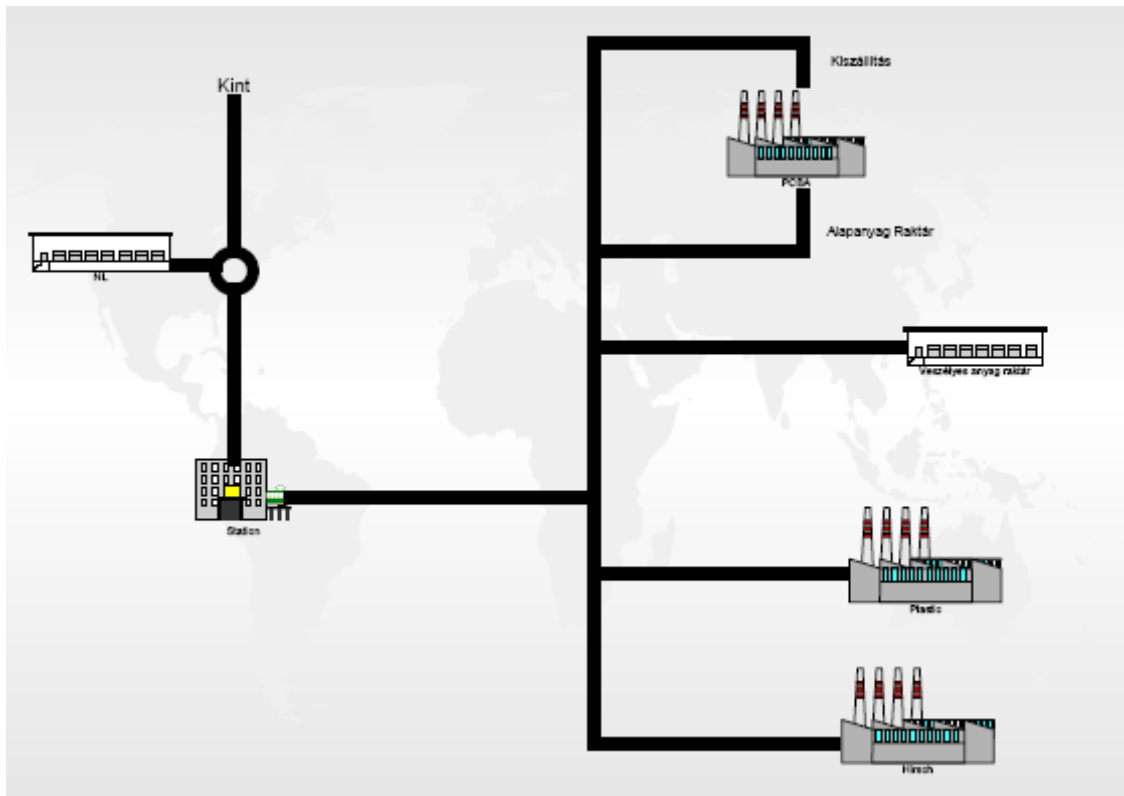 Kint
Kiszállítás
PCBA
Alapanyag Raktár
NL
Veszélyes anyag raktár
Station
Plastic
Hirsch